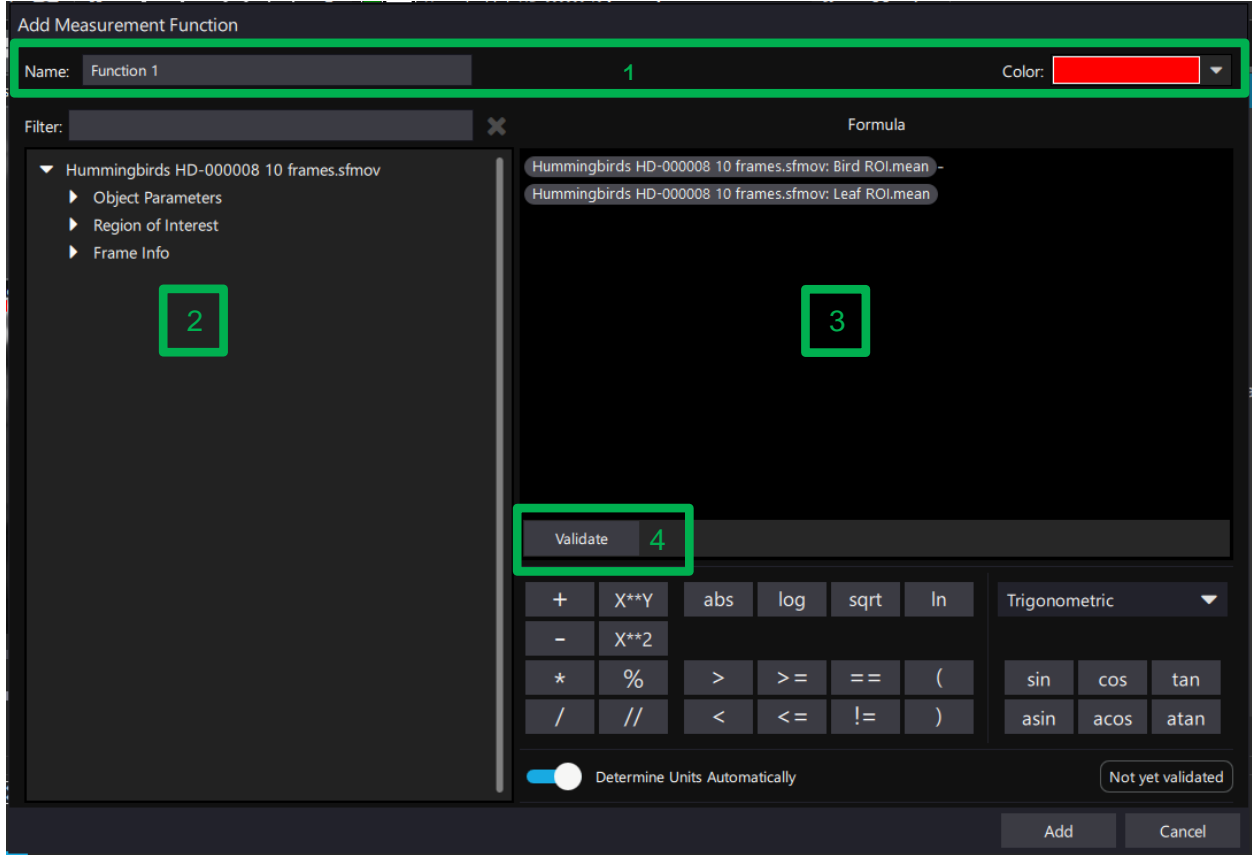 Add Measurement Function
Name: Function 1 1 Color:
Filter: Formula
Hummingbirds HD-000008 10 frames.sfmov
Object Parameters
Region of Interest
Frame Info
2
Hummingbirds HD-000008 10 frames.sfmov: Bird ROI.mean -
Hummingbirds HD-000008 10 frames.sfmov: Leaf ROI.mean
3
Validate 4
+ X**Y abs log sqrt ln Trigonometric
- X**2
* % > >= == ( sin cos tan
/ // < <= != ) asin acos atan
Determine Units Automatically Not yet validated
Add Cancel